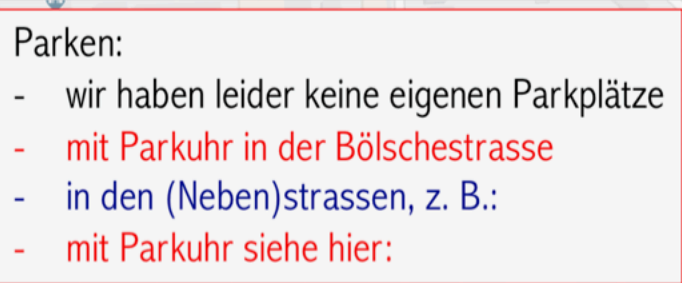 Parken:
- wir haben leider keine eigenen Parkplätze
- mit Parkuhr in der Bölschestrasse
- in den (Neben)strassen, z. B.:
- mit Parkuhr siehe hier: